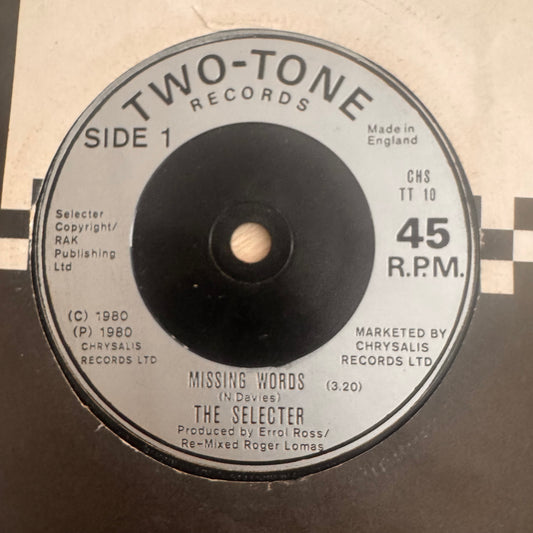 TWO-TONE
RECORDS
SIDE 1
Made in
England
CHS
TT 10
Selecter
Copyright/
RAK
Publishing
Ltd
45
R.P.M.
(C) 1980
(P) 1980
CHRYSALIS
RECORDS LTD
MARKETED BY
CHRYSALIS
RECORDS LTD
MISSING WORDS (3.20)
(N Davies)
THE SELECTER
Produced by Errol Ross/
Re-Mixed Roger Lomas